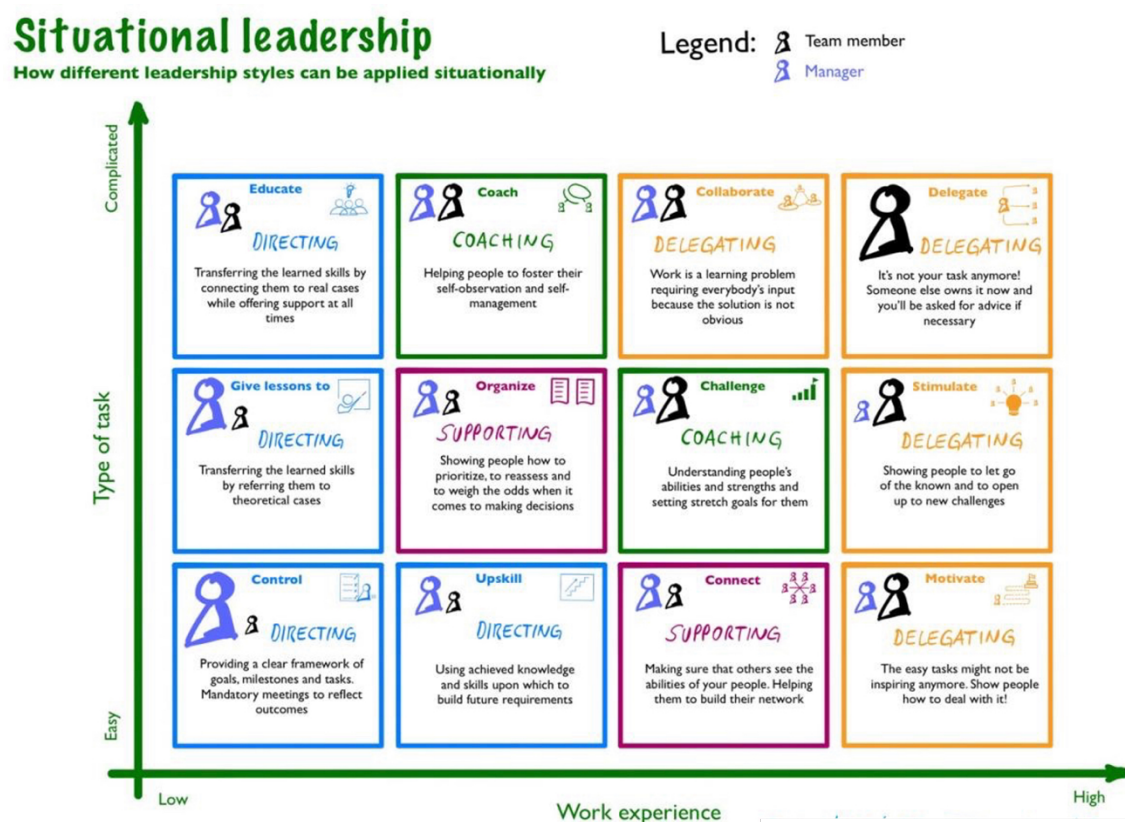 Situational leadership
How different leadership styles can be applied situationally
Legend:
Team member
Manager
Complicated
Type of task
Easy
Educate
DIRECTING
Transferring the learned skills by
connecting them to real cases
while offering support at all
times
Coach
COACHING
Helping people to foster their
self-observation and self-
management
Collaborate
DELEGATING
Work is a learning problem
requiring everybody's input
because the solution is not
obvious
Delegate
DELEGATING
It's not your task anymore!
Someone else owns it now and
you'll be asked for advice if
necessary
Give lessons to
DIRECTING
Transferring the learned skills
by referring them to
theoretical cases
Organize
SUPPORTING
Showing people how to
prioritize, to reassess and
to weigh the odds when it
comes to making decisions
Challenge
COACHING
Understanding people's
abilities and strengths and
setting stretch goals for them
Stimulate
DELEGATING
Showing people to let go
of the known and to open
up to new challenges
Control
DIRECTING
Providing a clear framework of
goals, milestones and tasks.
Mandatory meetings to reflect
outcomes
Upskill
DIRECTING
Using achieved knowledge
and skills upon which to
build future requirements
Connect
SUPPORTING
Making sure that others see the
abilities of your people. Helping
them to build their network
Motivate
DELEGATING
The easy tasks might not be
inspiring anymore. Show people
how to deal with it!
Low
Work experience
High